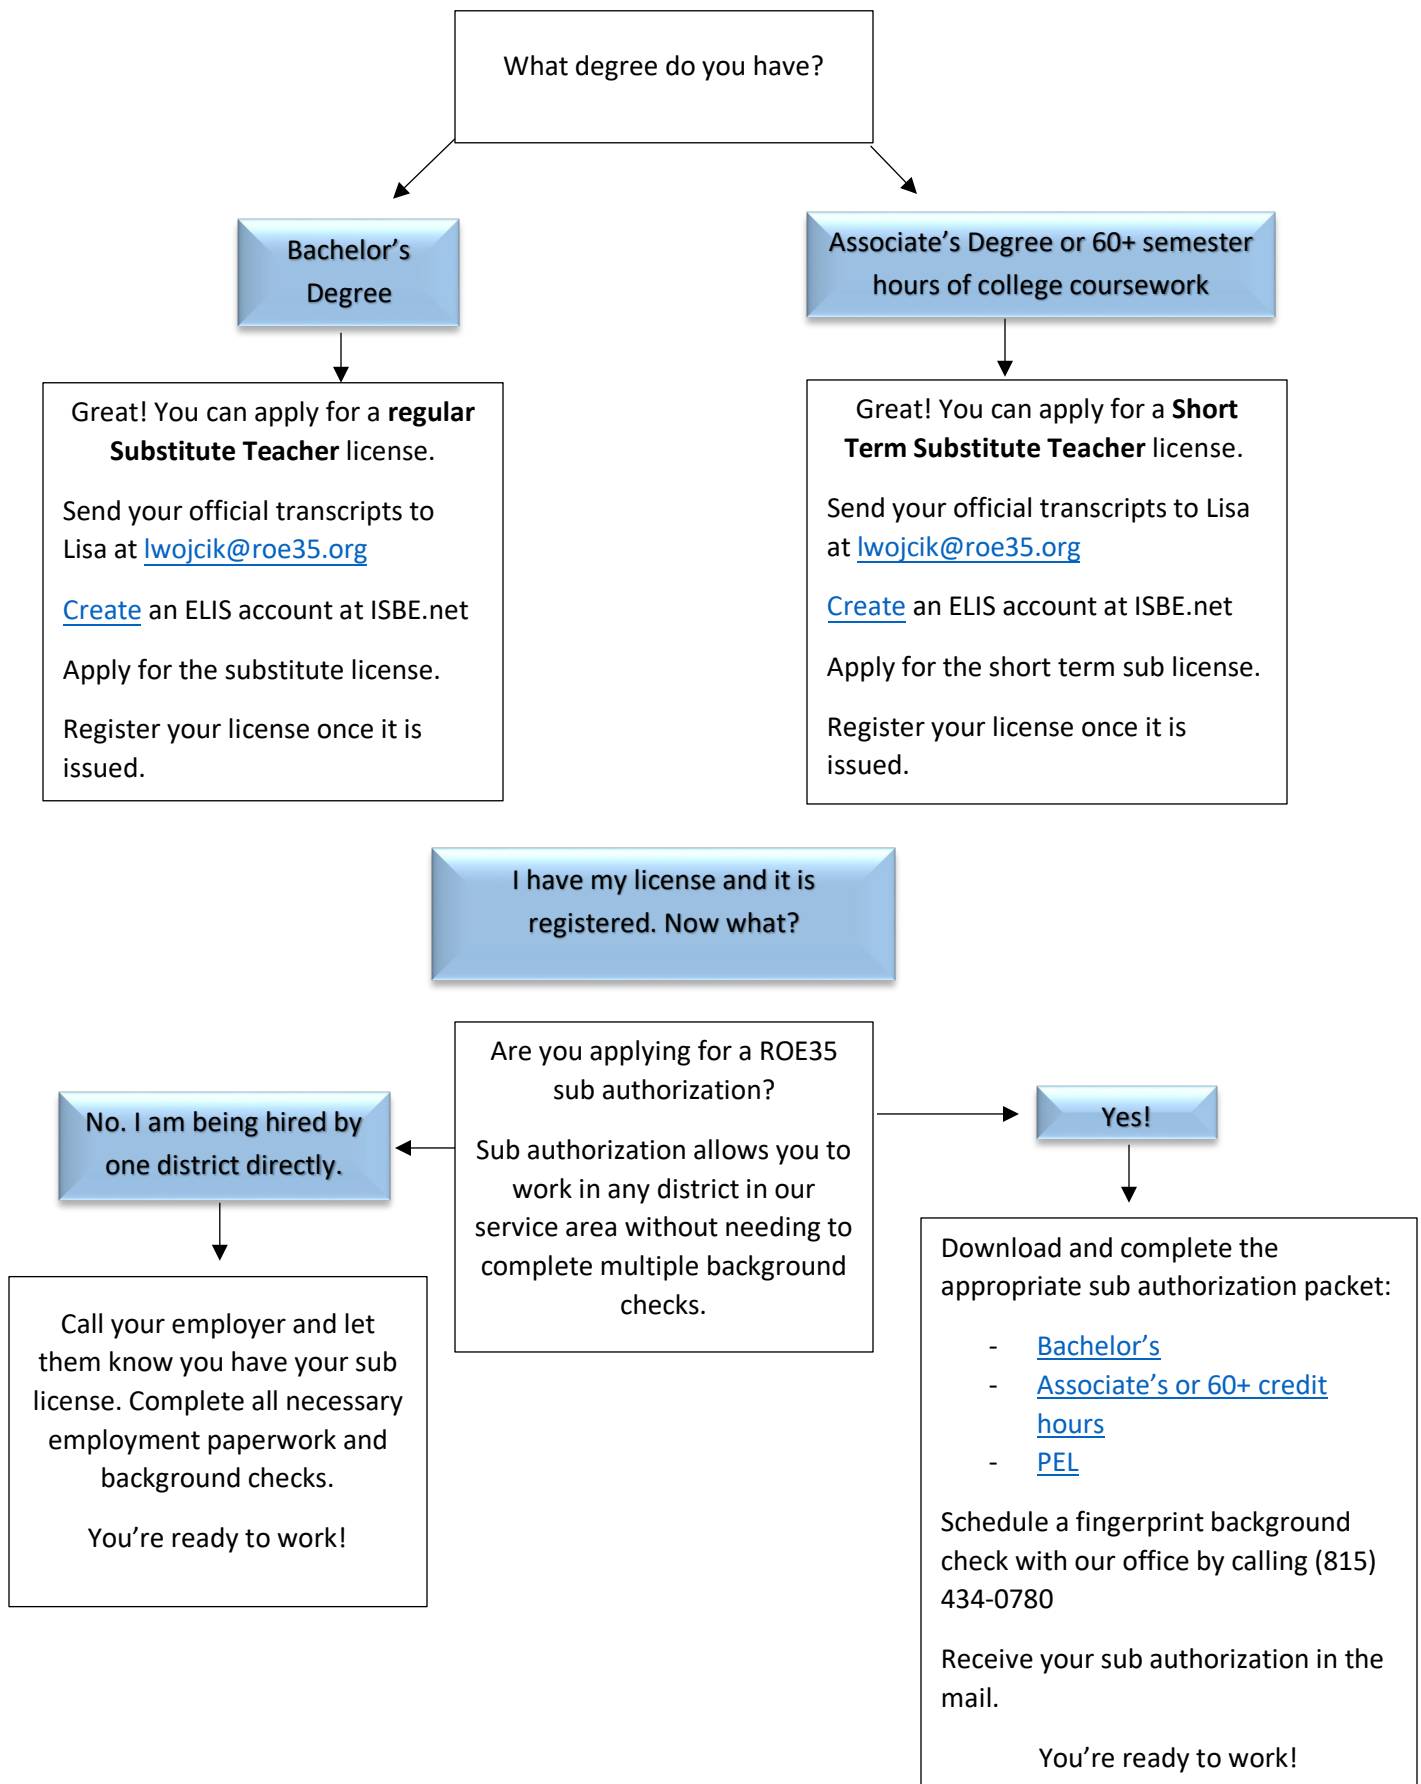 What degree do you have?
Bachelor’s
Degree
Associate’s Degree or 60+ semester
hours of college coursework
Great! You can apply for a regular
Substitute Teacher license.
Send your official transcripts to
Lisa at lwojcik@roe35.org
Create an ELIS account at ISBE.net
Apply for the substitute license.
Register your license once it is
issued.
Great! You can apply for a Short
Term Substitute Teacher license.
Send your official transcripts to Lisa
at lwojcik@roe35.org
Create an ELIS account at ISBE.net
Apply for the short term sub license.
Register your license once it is
issued.
I have my license and it is
registered. Now what?
Are you applying for a ROE35
sub authorization?
Sub authorization allows you to
work in any district in our
service area without needing to
complete multiple background
checks.
No. I am being hired by
one district directly.
Call your employer and let
them know you have your sub
license. Complete all necessary
employment paperwork and
background checks.
You’re ready to work!
Yes!
Download and complete the
appropriate sub authorization packet:
- Bachelor’s
- Associate’s or 60+ credit
hours
- PEL
Schedule a fingerprint background
check with our office by calling (815)
434-0780
Receive your sub authorization in the
mail.
You’re ready to work!